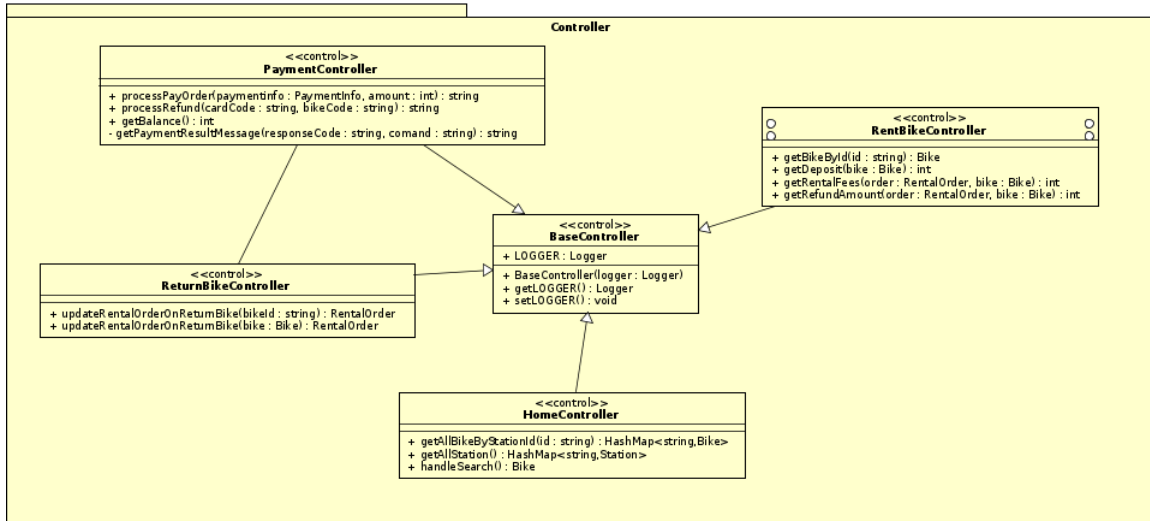 Controller
<<control>>
PaymentController
+ processPayOrder(paymentinfo : PaymentInfo, amount : int) : string
+ processRefund(cardCode : string, bikeCode : string) : string
+ getBalance() : int
- getPaymentResultMessage(responseCode : string, comand : string) : string
<<control>>
RentBikeController
+ getBikeById(id : string) : Bike
+ getDeposit(bike : Bike) : int
+ getRentalFees(order : RentalOrder, bike : Bike) : int
+ getRefundAmount(order : RentalOrder, bike : Bike) : int
<<control>>
BaseController
+ LOGGER : Logger
+ BaseController(logger : Logger)
+ getLOGGER() : Logger
+ setLOGGER() : void
<<control>>
ReturnBikeController
+ updateRentalOrderOnReturnBike(bikeId : string) : RentalOrder
+ updateRentalOrderOnReturnBike(bike : Bike) : RentalOrder
<<control>>
HomeController
+ getAllBikeByStationId(id : string) : HashMap<string,Bike>
+ getAllStation() : HashMap<string,Station>
+ handleSearch() : Bike